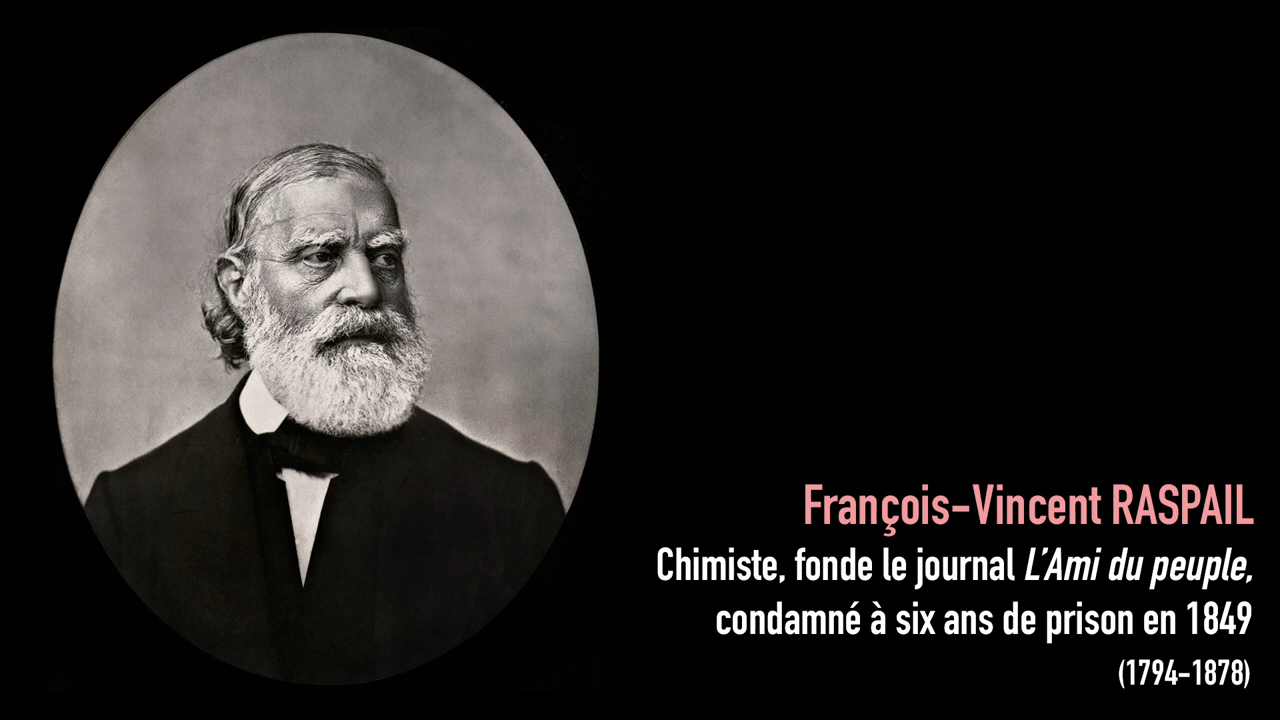 François-Vincent RASPAIL
Chimiste, fonde le journal L’Ami du peuple,
condamné à six ans de prison en 1849
(1794-1878)